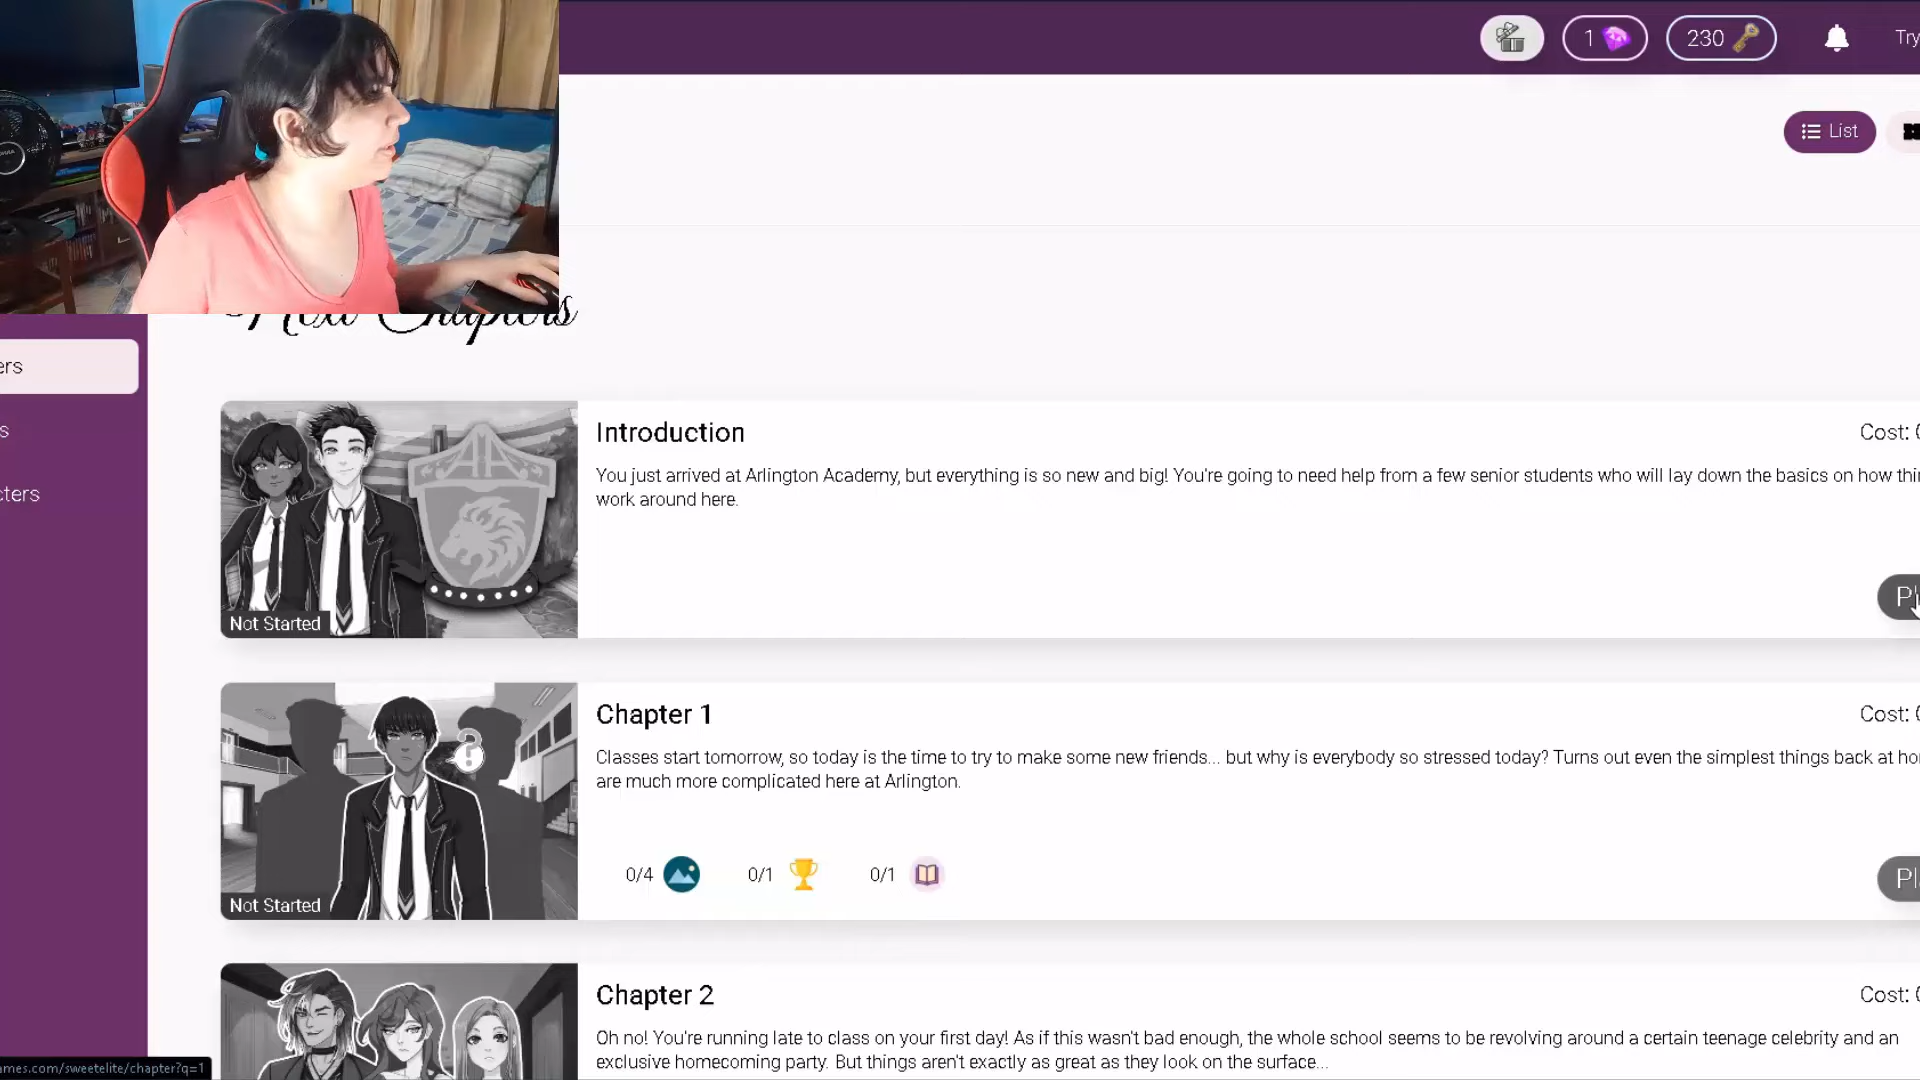 1
230
Try
List
Next Chapters
ers
s
cters
Introduction
Cost:
You just arrived at Arlington Academy, but everything is so new and big! You're going to need help from a few senior students who will lay down the basics on how thi
work around here.
Pl
Not Started
Chapter 1
Cost:
Classes start tomorrow, so today is the time to try to make some new friends... but why is everybody so stressed today? Turns out even the simplest things back at ho
are much more complicated here at Arlington.
0/4
0/1
0/1
Pl
Not Started
Chapter 2
Cost:
Oh no! You're running late to class on your first day! As if this wasn't bad enough, the whole school seems to be revolving around a certain teenage celebrity and an
exclusive homecoming party. But things aren't exactly as great as they look on the surface...
ames.com/sweetelite/chapter?q=1